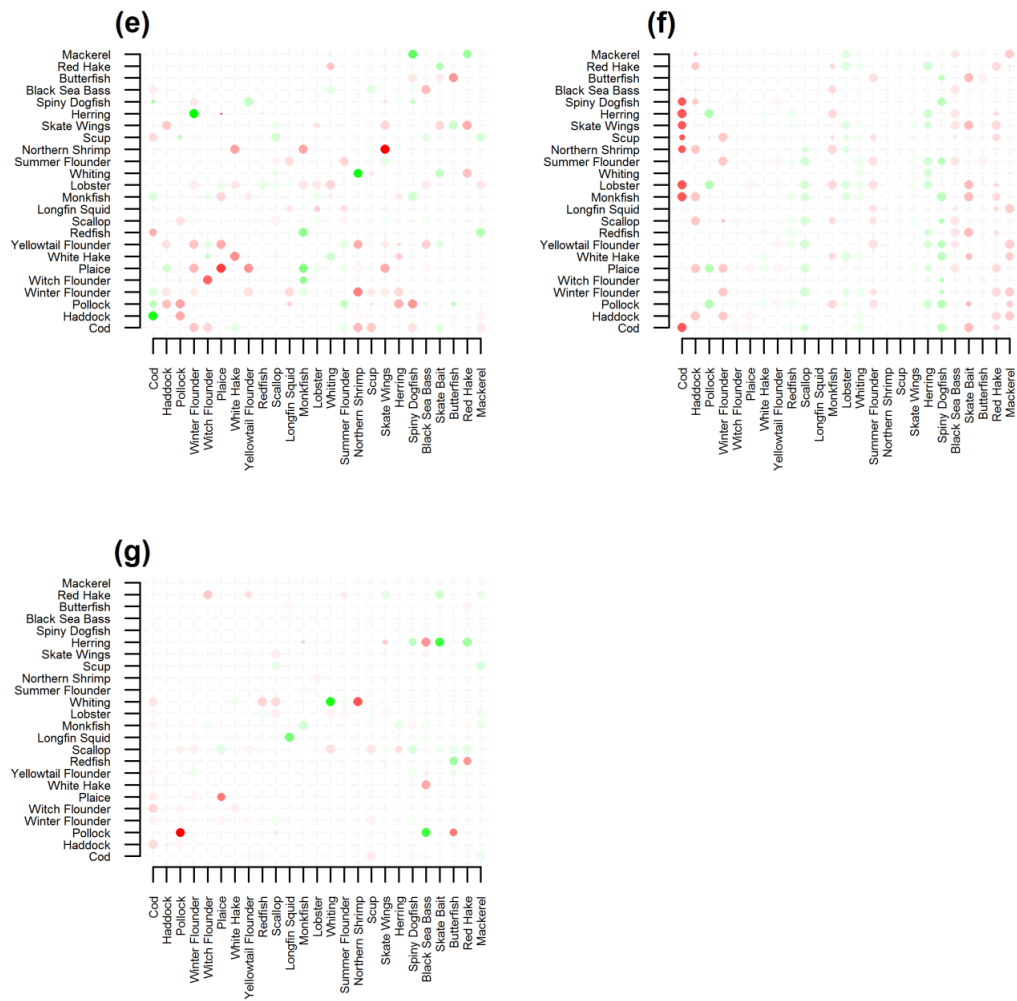 (e)
Mackerel
Red Hake
Butterfish
Black Sea Bass
Spiny Dogfish
Herring
Skate Wings
Scup
Northern Shrimp
Summer Flounder
Whiting
Lobster
Monkfish
Longfin Squid
Scallop
Redfish
Yellowtail Flounder
White Hake
Plaice
Witch Flounder
Winter Flounder
Pollock
Haddock
Cod
Cod
Haddock
Pollock
Winter Flounder
Witch Flounder
Plaice
White Hake
Yellowtail Flounder
Redfish
Scallop
Longfin Squid
Monkfish
Lobster
Whiting
Summer Flounder
Northern Shrimp
Scup
Skate Wings
Herring
Spiny Dogfish
Black Sea Bass
Skate Bait
Butterfish
Red Hake
Mackerel
(f)
Mackerel
Red Hake
Butterfish
Black Sea Bass
Spiny Dogfish
Herring
Skate Wings
Scup
Northern Shrimp
Summer Flounder
Whiting
Lobster
Monkfish
Longfin Squid
Scallop
Redfish
Yellowtail Flounder
White Hake
Plaice
Witch Flounder
Winter Flounder
Pollock
Haddock
Cod
Cod
Haddock
Pollock
Winter Flounder
Witch Flounder
Plaice
White Hake
Yellowtail Flounder
Redfish
Scallop
Longfin Squid
Monkfish
Lobster
Whiting
Summer Flounder
Northern Shrimp
Scup
Skate Wings
Herring
Spiny Dogfish
Black Sea Bass
Skate Bait
Butterfish
Red Hake
Mackerel
(g)
Mackerel
Red Hake
Butterfish
Black Sea Bass
Spiny Dogfish
Herring
Skate Wings
Scup
Northern Shrimp
Summer Flounder
Whiting
Lobster
Monkfish
Longfin Squid
Scallop
Redfish
Yellowtail Flounder
White Hake
Plaice
Witch Flounder
Winter Flounder
Pollock
Haddock
Cod
Cod
Haddock
Pollock
Winter Flounder
Witch Flounder
Plaice
White Hake
Yellowtail Flounder
Redfish
Scallop
Longfin Squid
Monkfish
Lobster
Whiting
Summer Flounder
Northern Shrimp
Scup
Skate Wings
Herring
Spiny Dogfish
Black Sea Bass
Skate Bait
Butterfish
Red Hake
Mackerel